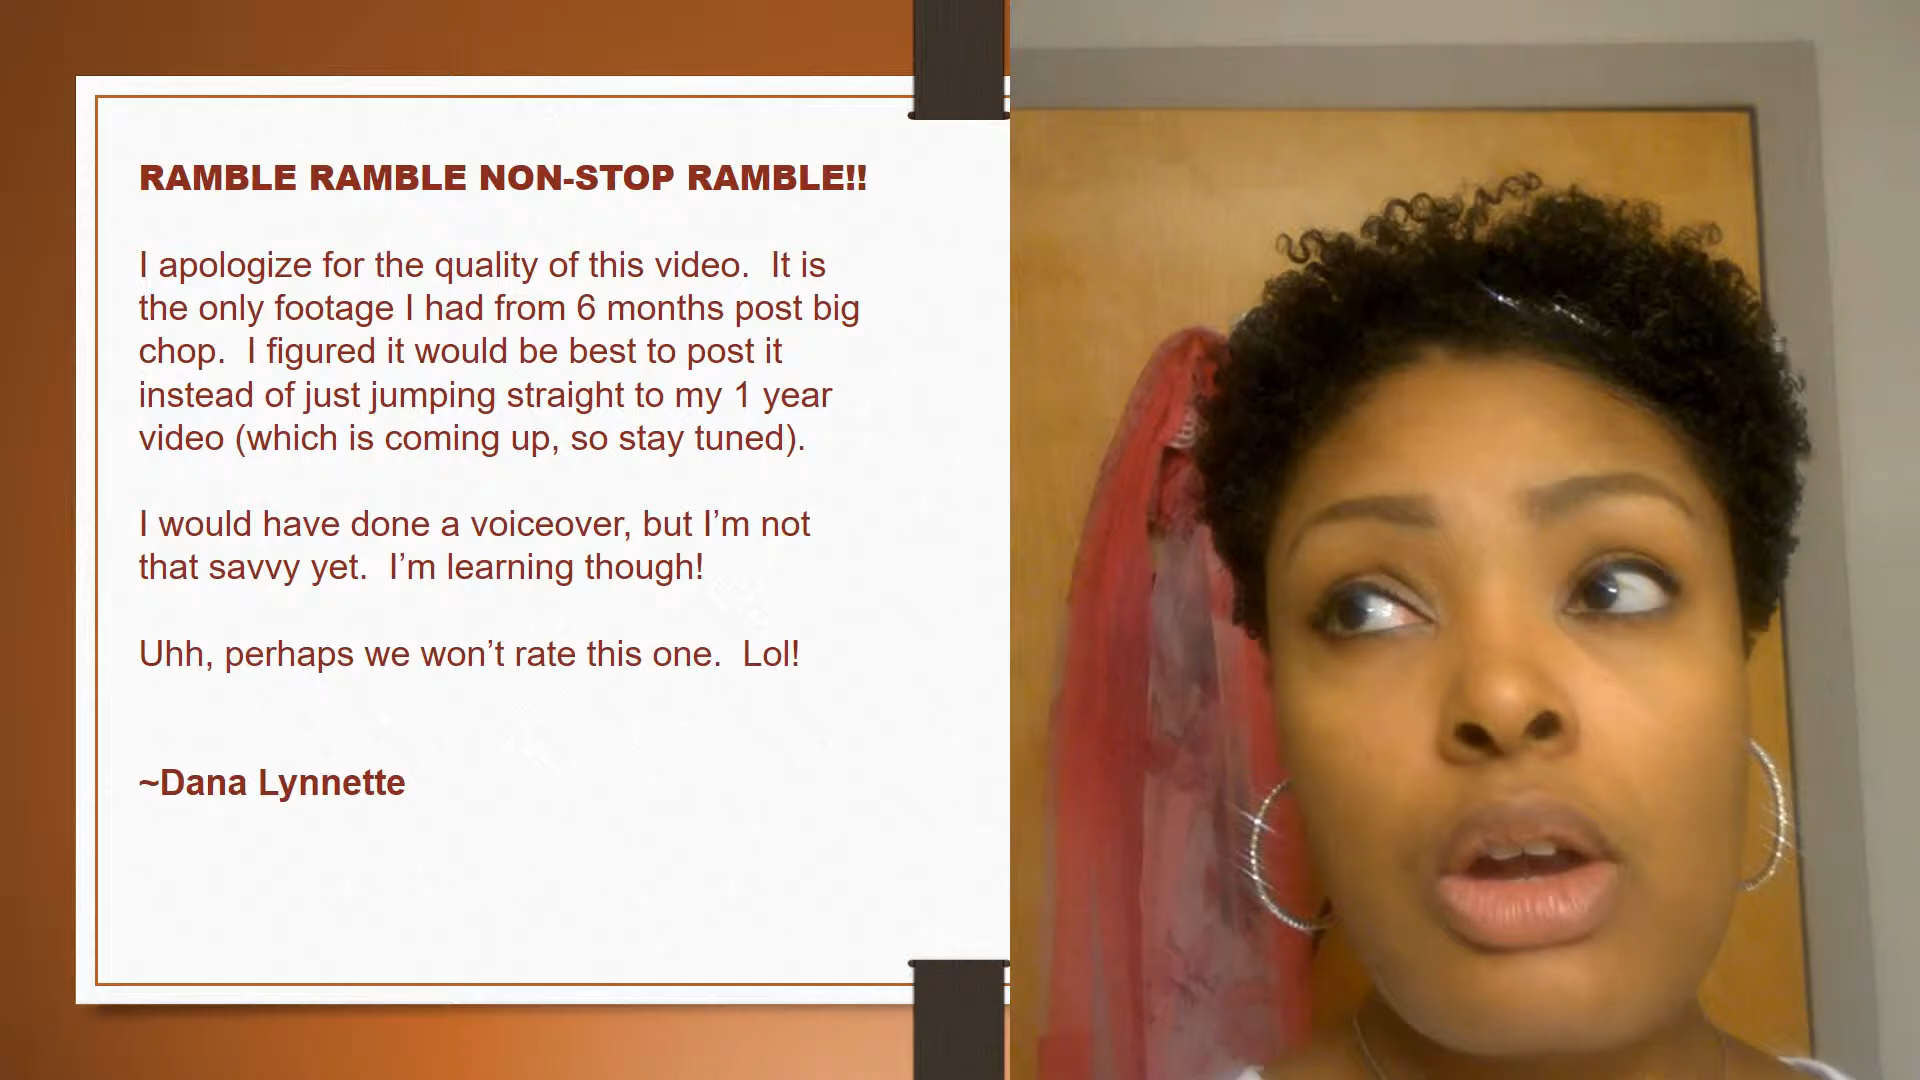 RAMBLE RAMBLE NON-STOP RAMBLE!!
I apologize for the quality of this video.  It is
the only footage I had from 6 months post big
chop.  I figured it would be best to post it
instead of just jumping straight to my 1 year
video (which is coming up, so stay tuned).
I would have done a voiceover, but I’m not
that savvy yet.  I’m learning though!
Uhh, perhaps we won’t rate this one.  Lol!
~Dana Lynnette